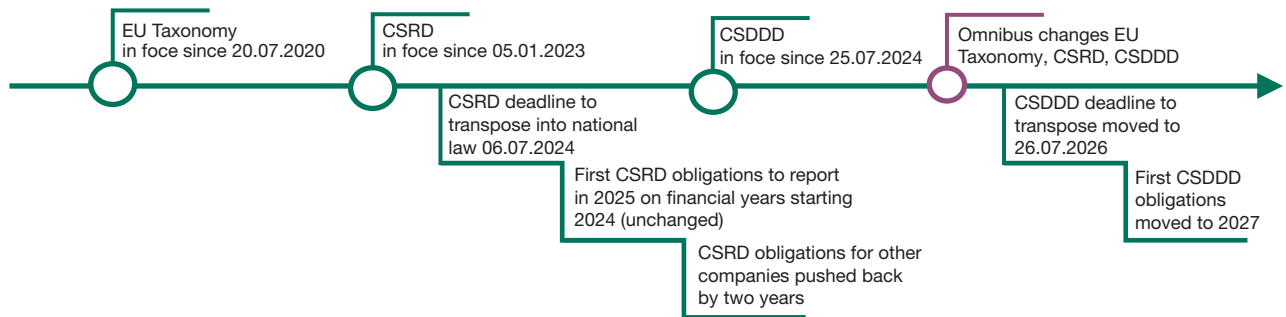 EU Taxonomy
in foce since 20.07.2020
CSRD
in foce since 05.01.2023
CSRD deadline to
transpose into national
law 06.07.2024
First CSRD obligations to report
in 2025 on financial years starting
2024 (unchanged)
CSRD obligations for other
companies pushed back
by two years
CSDDD
in foce since 25.07.2024
Omnibus changes EU
Taxonomy, CSRD, CSDDD
CSDDD deadline to
transpose moved to
26.07.2026
First CSDDD
obligations
moved to 2027